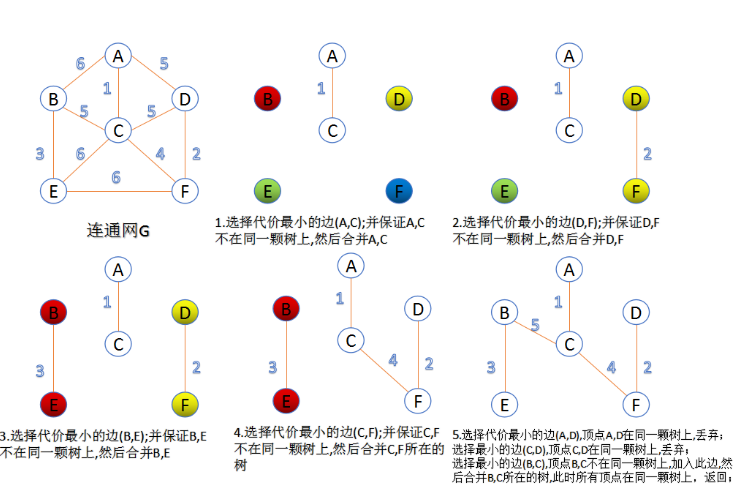 A
6
5
B
1
D
5
5
C
3
6
4
2
6
E
F
连通网G
A
B
1
D
C
E
F
1.选择代价最小的边(A,C);并保证A,C
不在同一颗树上,然后合并A,C
A
B
1
D
C
2
E
F
2.选择代价最小的边(D,F);并保证D,F
不在同一颗树上,然后合并D,F
A
B
1
D
C
3
2
E
F
3.选择代价最小的边(B,E);并保证B,E
不在同一颗树上,然后合并B,E
A
B
1
D
C
3
4
2
E
F
4.选择代价最小的边(C,F);并保证C,F
不在同一颗树上,然后合并C,F所在的
树
A
B
1
D
5
C
3
4
2
E
F
5.选择代价最小的边(A,D),顶点A,D在同一颗树上,丢弃;
选择最小的边(C,D),顶点C,D在同一颗树上,丢弃;
选择最小的边(B,C),顶点B,C不在同一颗树上,加入此边,然
后合并B,C所在的树,此时所有顶点在同一颗树上，返回;